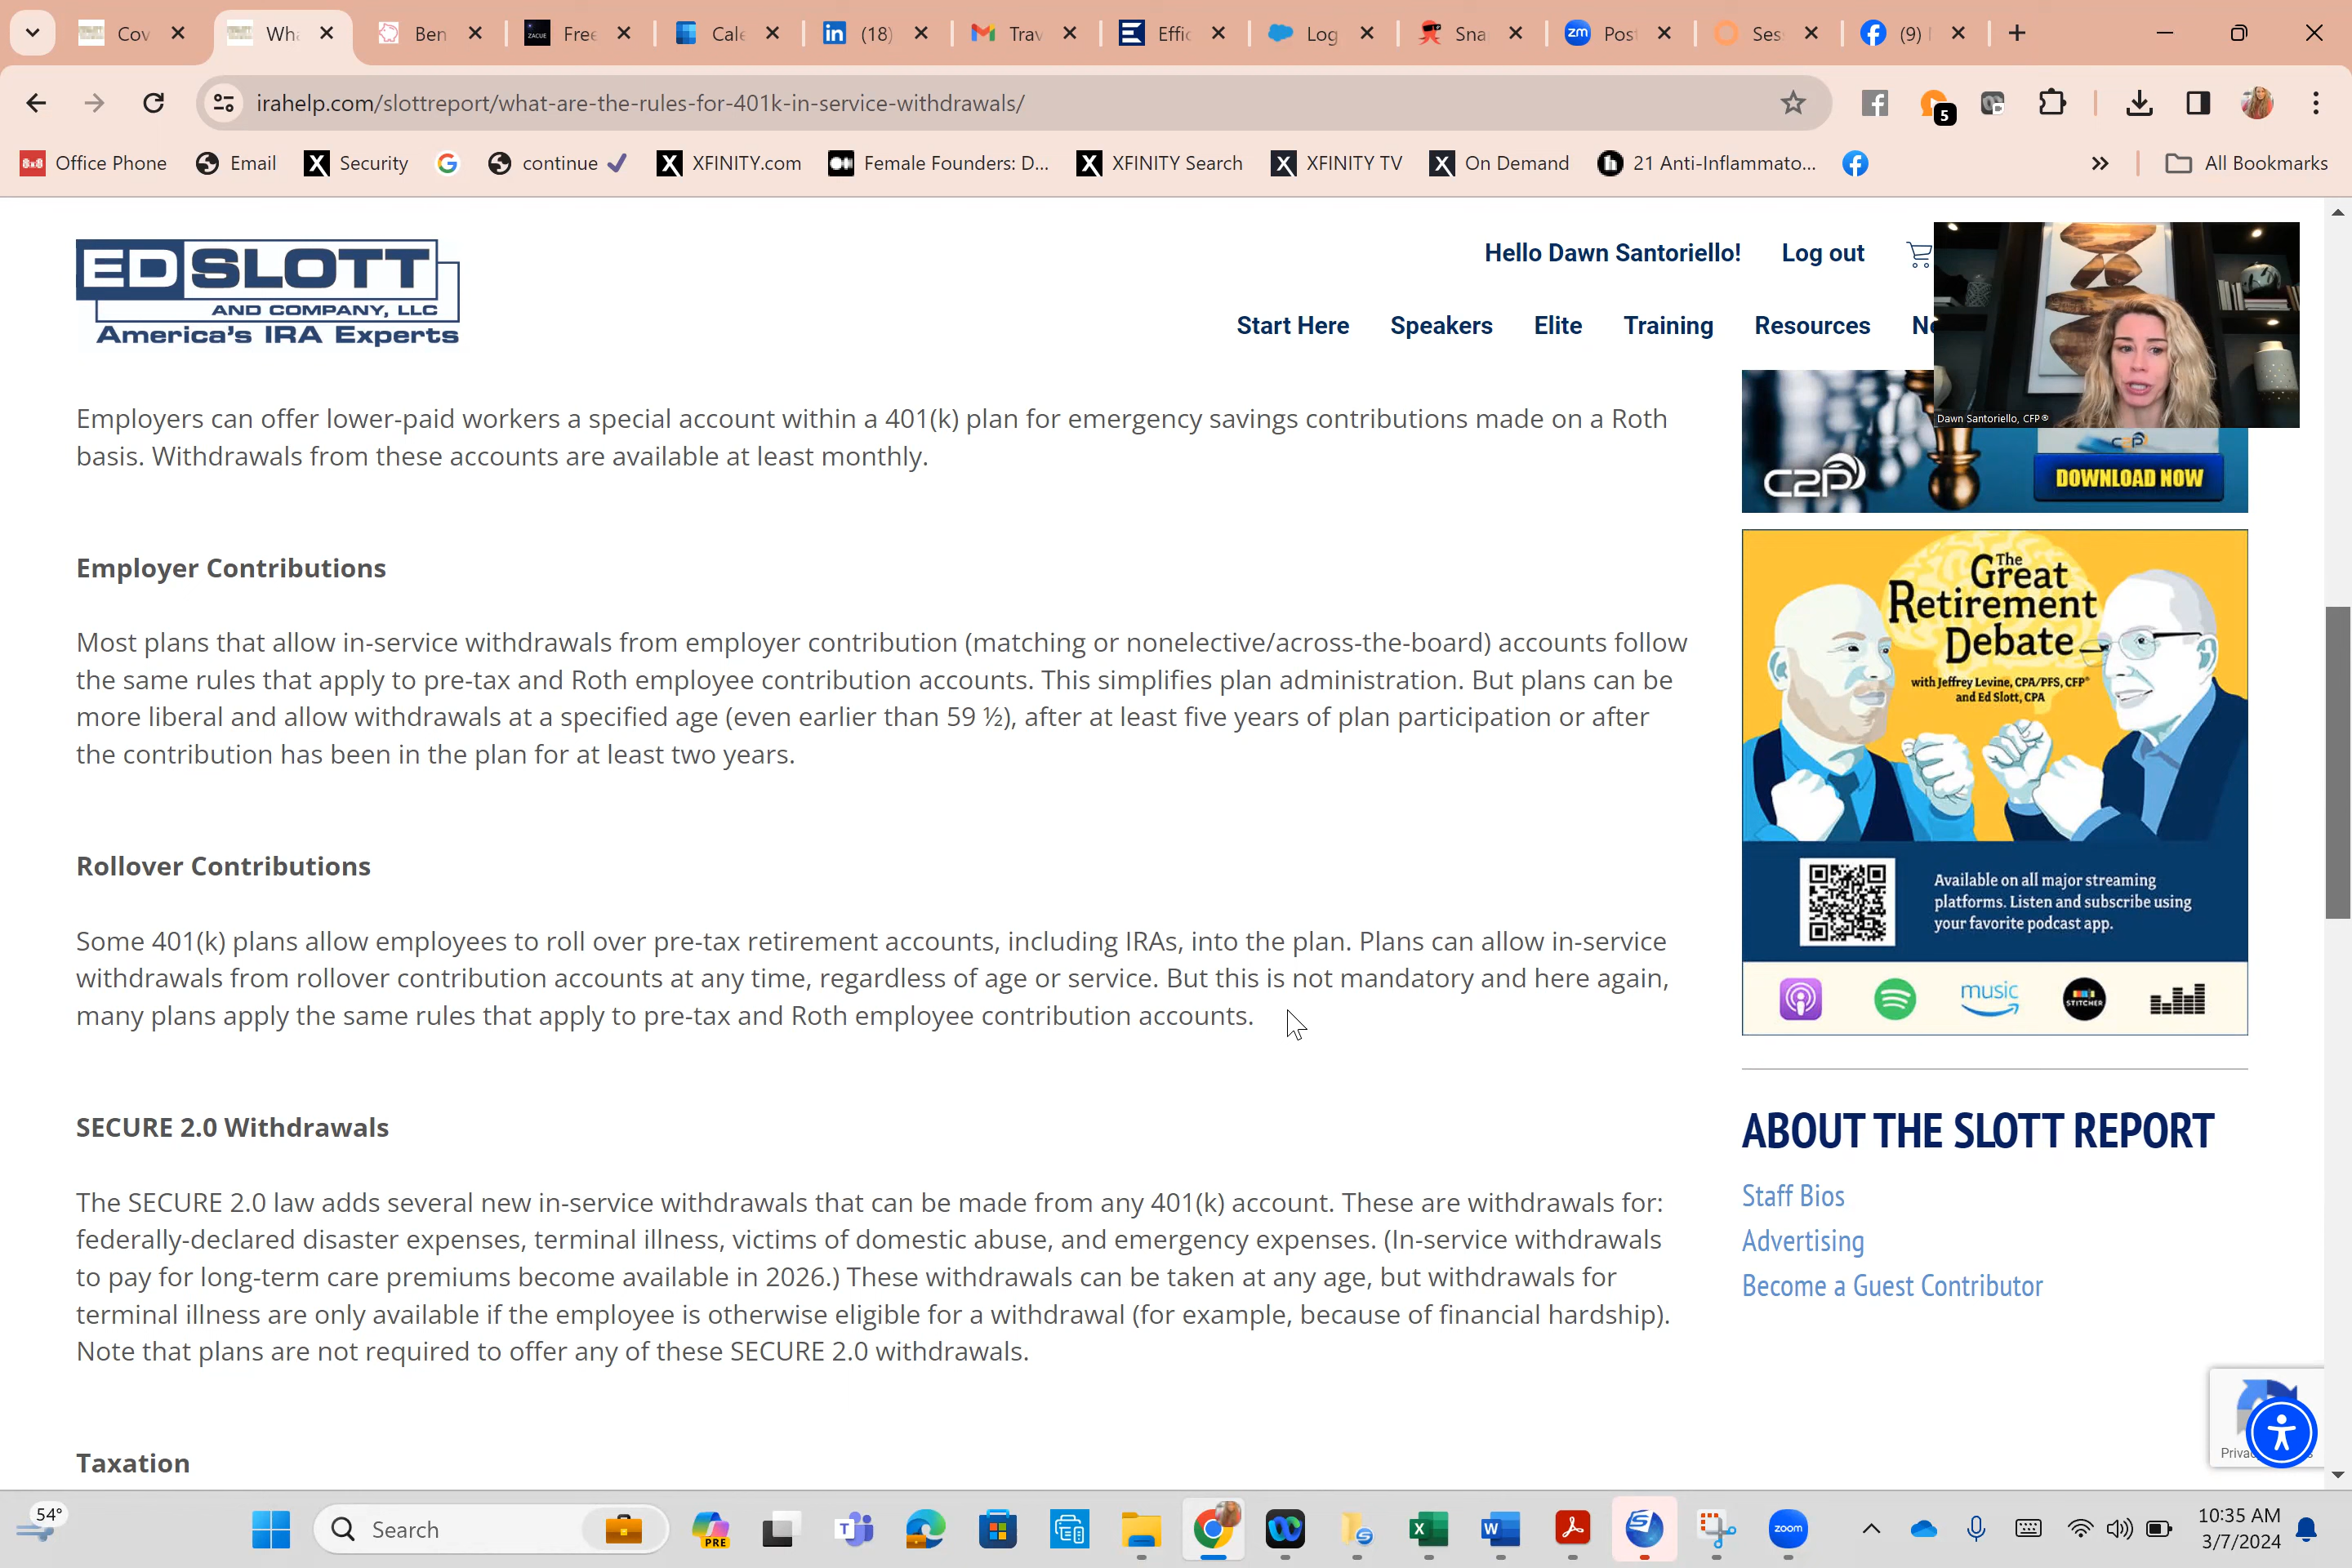 Cov
Wha
Ben
ZACUE
Free
Cale
in
(18)
Trav
Effic
Log
Sna
zm
Pos
Ses
(9)
irahelp.com/slottreport/what-are-the-rules-for-401k-in-service-withdrawals/
5
8x8
Office Phone
Email
Security
continue
XFINITY.com
Female Founders: D...
XFINITY Search
XFINITY TV
On Demand
21 Anti-Inflammato...
All Bookmarks
ED SLOTT
AND COMPANY, LLC
America's IRA Experts
Hello Dawn Santoriello!
Log out
Start Here
Speakers
Elite
Training
Resources
Dawn Santoriello, CFP®
Employers can offer lower-paid workers a special account within a 401(k) plan for emergency savings contributions made on a Roth
basis. Withdrawals from these accounts are available at least monthly.
Employer Contributions
Most plans that allow in-service withdrawals from employer contribution (matching or nonelective/across-the-board) accounts follow
the same rules that apply to pre-tax and Roth employee contribution accounts. This simplifies plan administration. But plans can be
more liberal and allow withdrawals at a specified age (even earlier than 59 ½), after at least five years of plan participation or after
the contribution has been in the plan for at least two years.
Rollover Contributions
Some 401(k) plans allow employees to roll over pre-tax retirement accounts, including IRAs, into the plan. Plans can allow in-service
withdrawals from rollover contribution accounts at any time, regardless of age or service. But this is not mandatory and here again,
many plans apply the same rules that apply to pre-tax and Roth employee contribution accounts.
SECURE 2.0 Withdrawals
The SECURE 2.0 law adds several new in-service withdrawals that can be made from any 401(k) account. These are withdrawals for:
federally-declared disaster expenses, terminal illness, victims of domestic abuse, and emergency expenses. (In-service withdrawals
to pay for long-term care premiums become available in 2026.) These withdrawals can be taken at any age, but withdrawals for
terminal illness are only available if the employee is otherwise eligible for a withdrawal (for example, because of financial hardship).
Note that plans are not required to offer any of these SECURE 2.0 withdrawals.
Taxation
C2P
C2P
DOWNLOAD NOW
The
Great
Retirement
Debate
with Jeffrey Levine, CPA/PFS, CFP®
and Ed Slott, CPA
Available on all major streaming
platforms. Listen and subscribe using
your favorite podcast app.
music
STITCHER
ABOUT THE SLOTT REPORT
Staff Bios
Advertising
Become a Guest Contributor
54°
Search
PRE
zoom
10:35 AM
3/7/2024